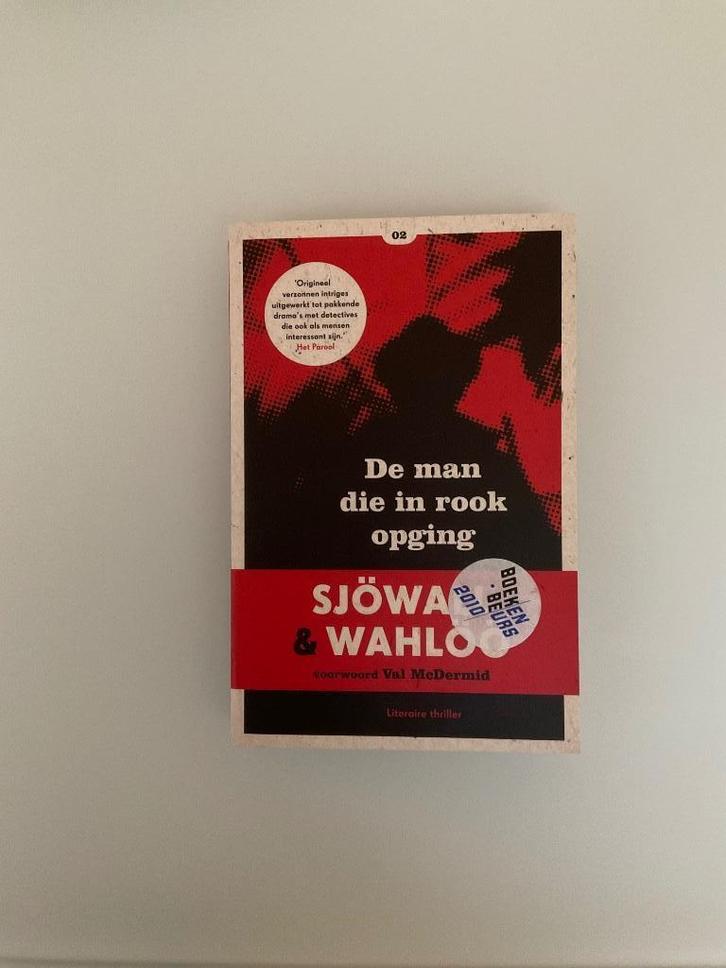 02
'Origineel
verzonnen intriges
uitgewerkt tot pakkende
drama's met detectives
die ook als mensen
interessant zijn.'
Het Parool
De man
die in rook
opging
SJÖWA
& WAHLÖÖ
BOEKEN
• BEURS
2010
voorwoord Val McDermid
Literaire thriller